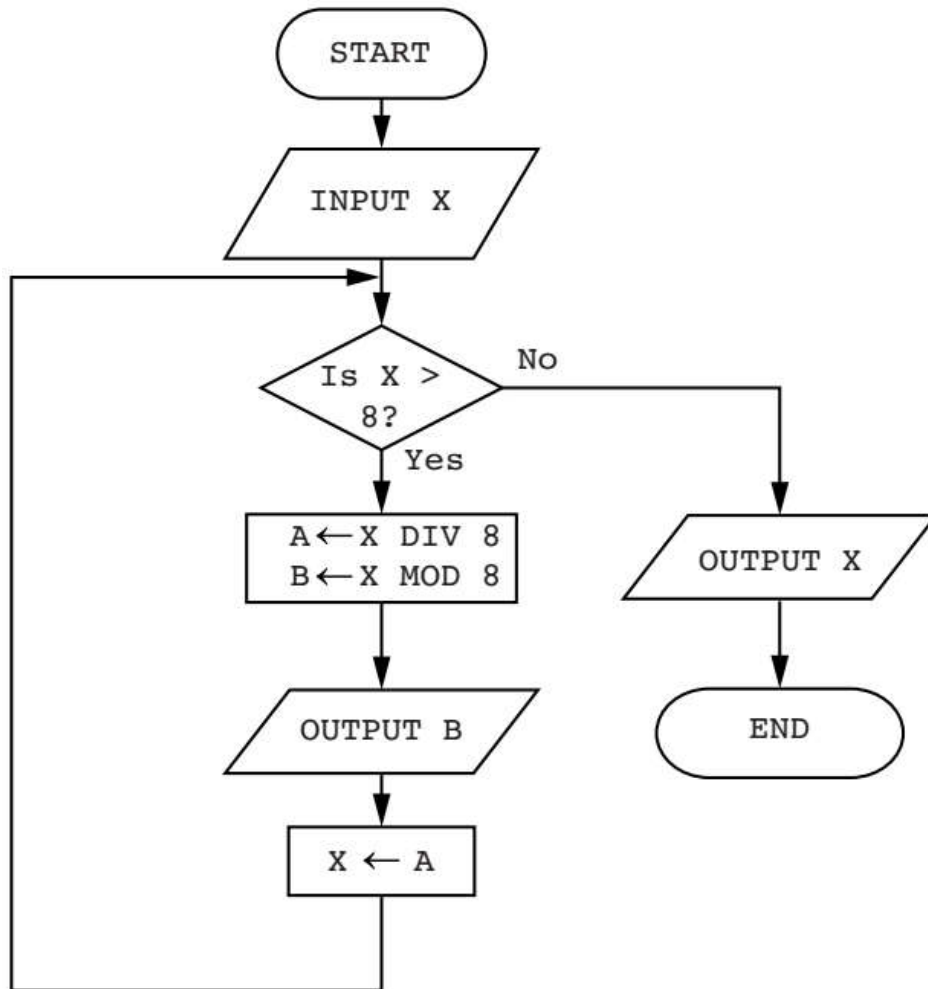 START
INPUT X
Is X >
8?
No
Yes
A ← X DIV 8
B ← X MOD 8
OUTPUT X
OUTPUT B
END
X ← A